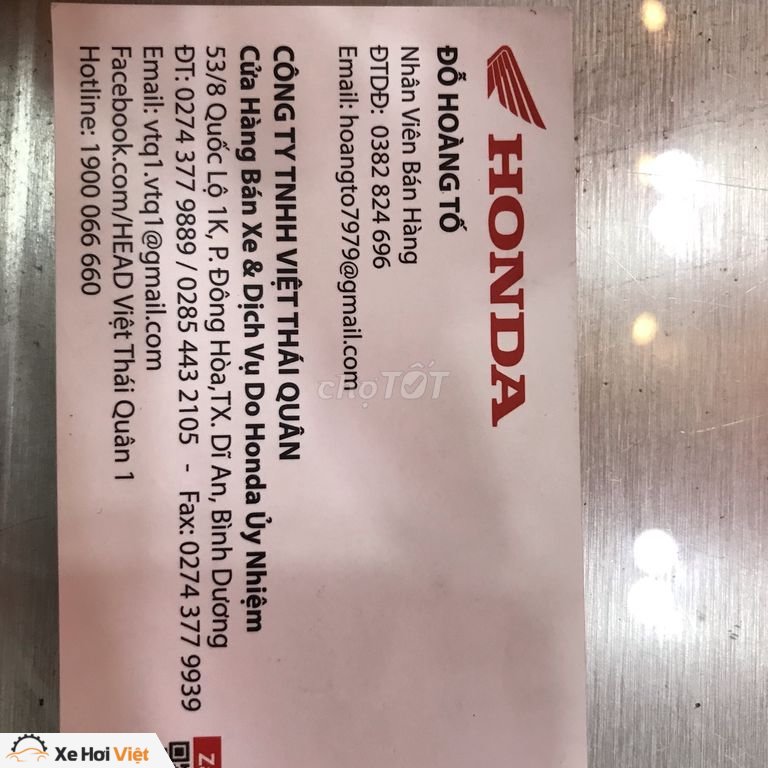 HONDA
ĐỖ HOÀNG TỐ
Nhân Viên Bán Hàng
ĐTDĐ: 0382 824 696
Email: hoangto7979@gmail.com
CÔNG TY TNHH VIỆT THÁI QUÂN
Cửa Hàng Bán Xe & Dịch Vụ Do Honda Ủy Nhiệm
53/8 Quốc Lộ 1K, P. Đông Hòa,TX. Dĩ An, Bình Dương
ĐT: 0274 377 9889 / 0285 443 2105 - Fax: 0274 377 9939
Email: vtq1.vtq1@gmail.com
Facebook.com/HEAD Việt Thái Quân 1
Hotline: 1900 066 660
chợTỐT
Xe Hơi Việt